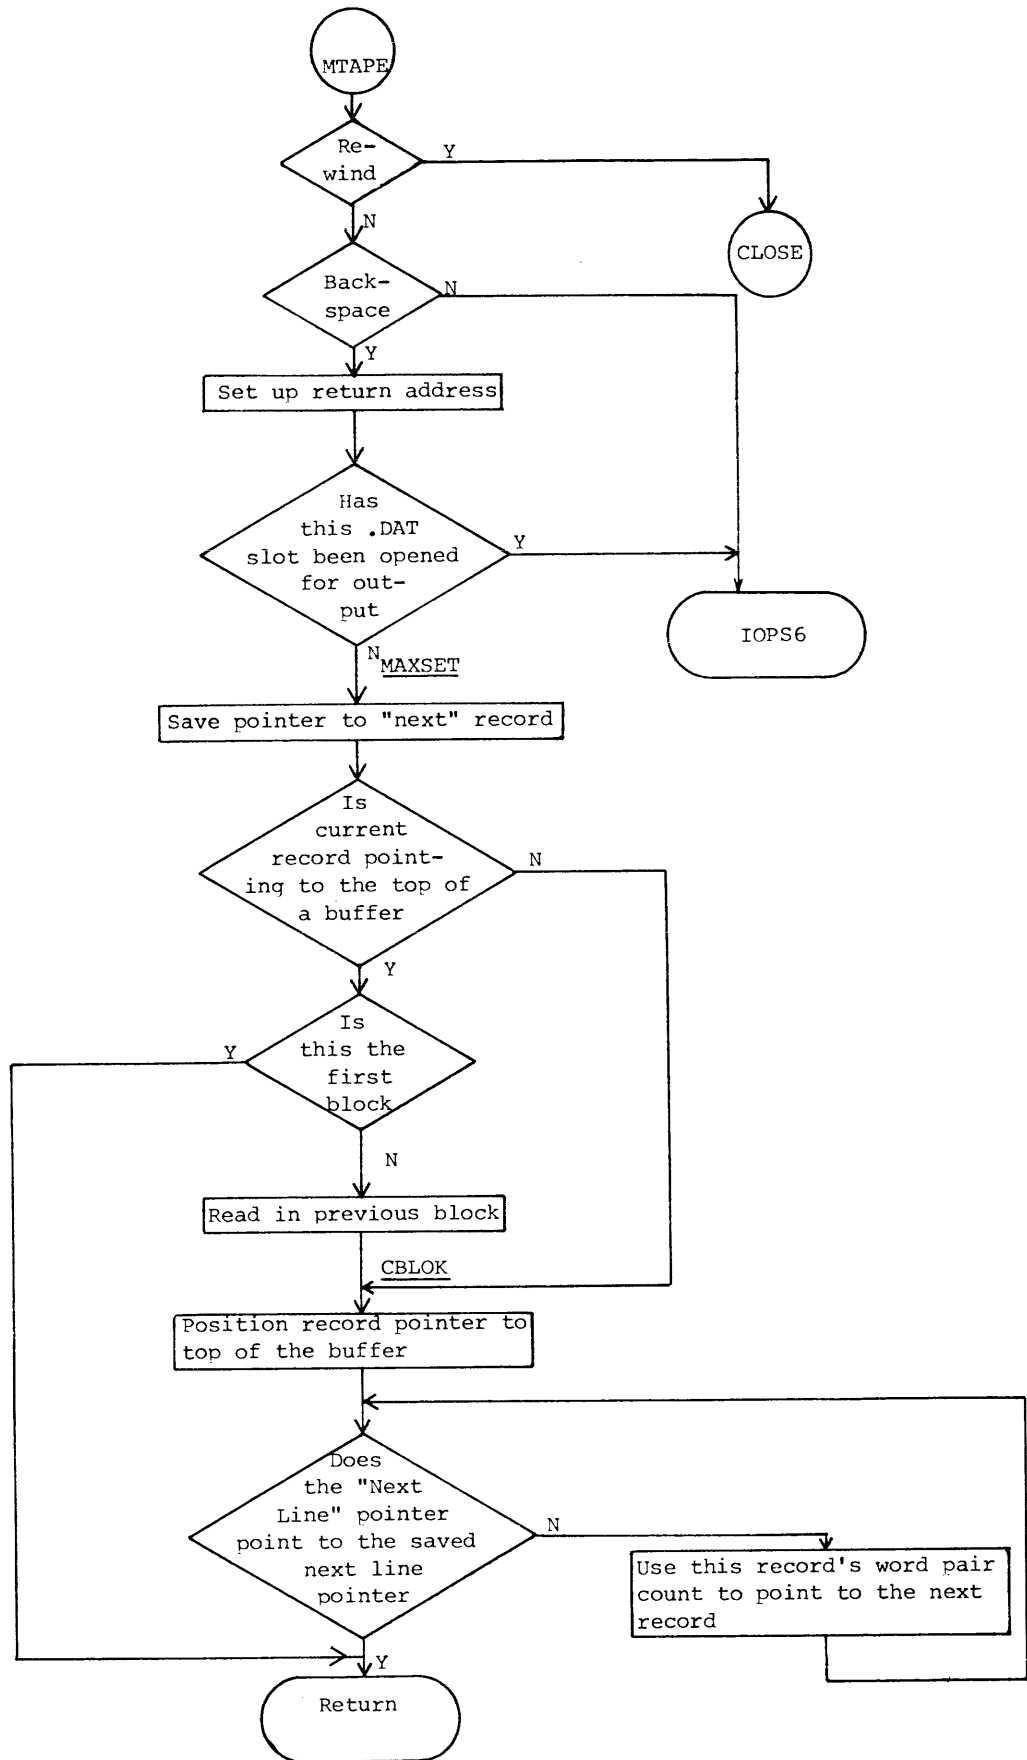 MTAPE
Re-
wind
Y
N
CLOSE
Back-
space
N
Y
Set up return address
Has
this .DAT
slot been opened
for out-
put
Y
IOPS6
N
MAXSET
Save pointer to "next" record
Is
current
record point-
ing to the top of
a buffer
N
Y
Is
this the
first
block
Y
N
Read in previous block
CBLOK
Position record pointer to
top of the buffer
Does
the "Next
Line" pointer
point to the saved
next line
pointer
N
Use this record's word pair
count to point to the next
record
Y
Return